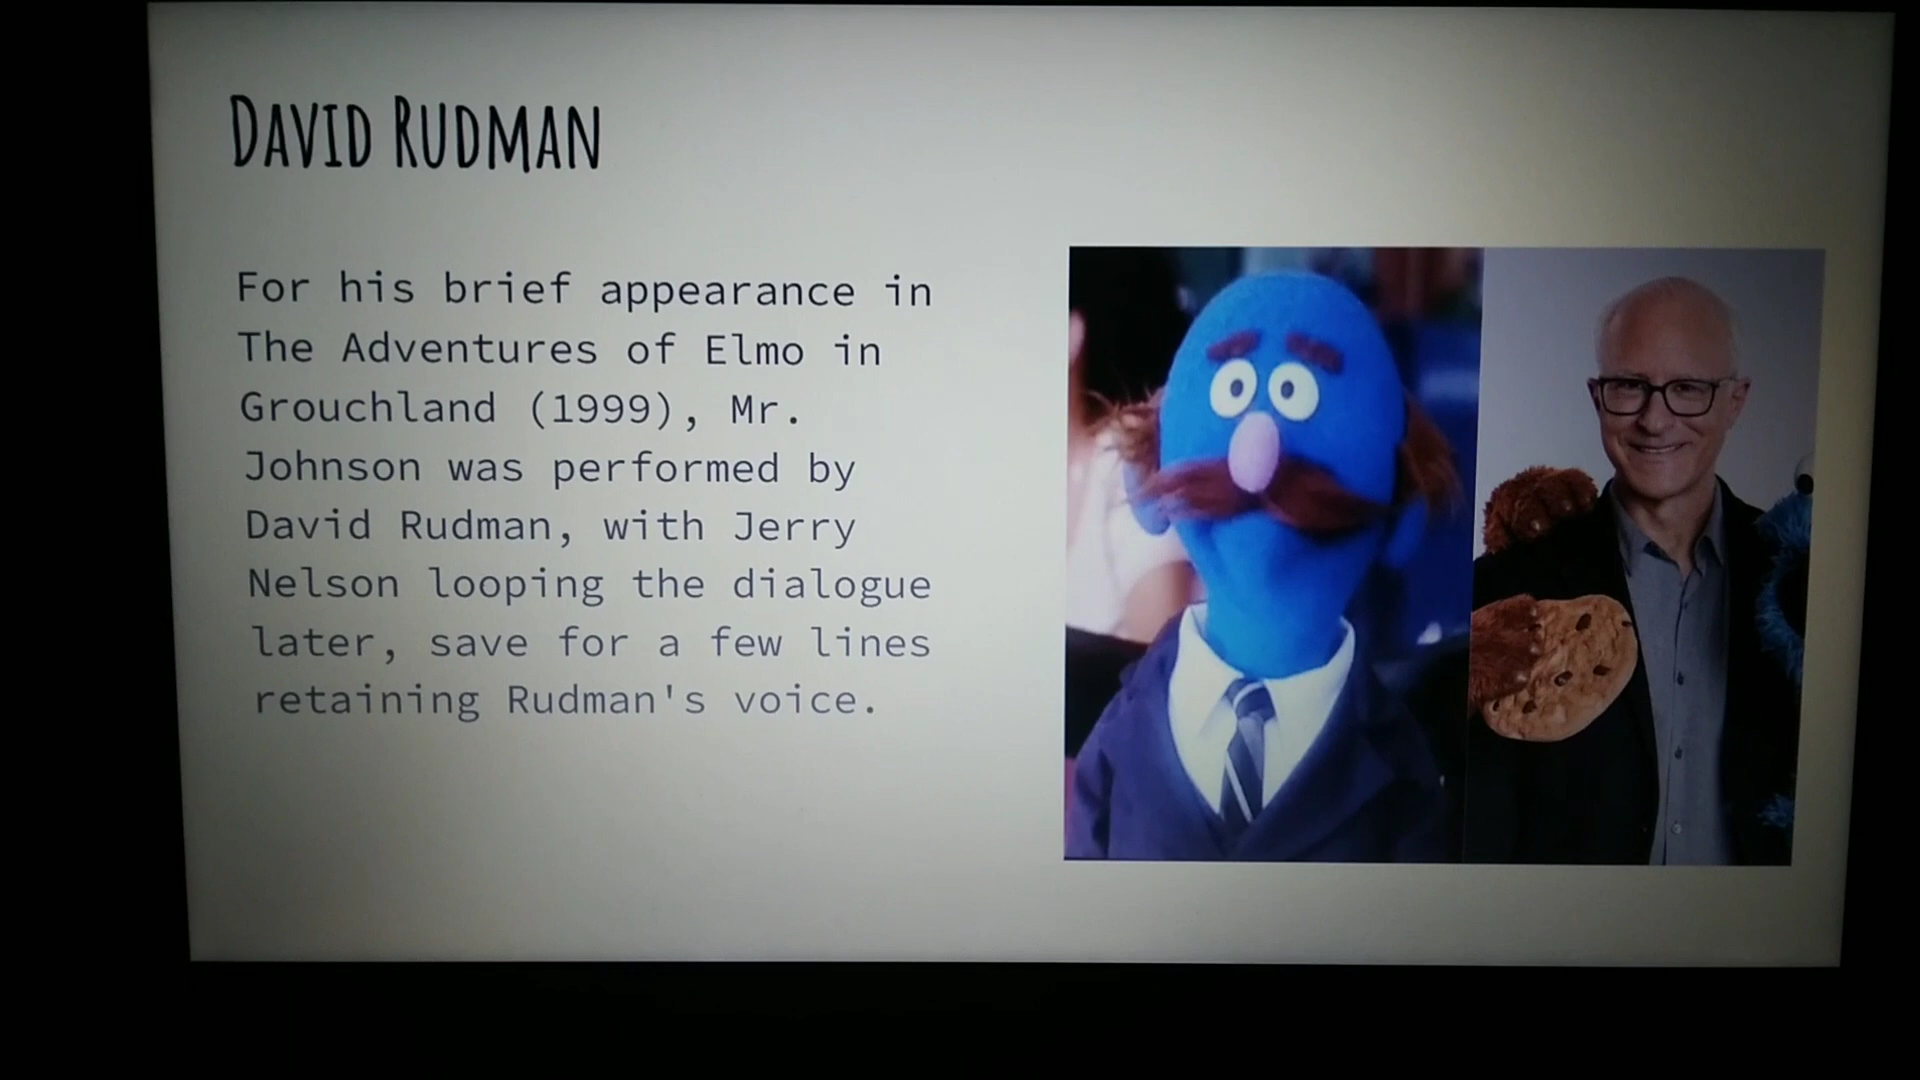 David Rudman
For his brief appearance in
The Adventures of Elmo in
Grouchland (1999), Mr.
Johnson was performed by
David Rudman, with Jerry
Nelson looping the dialogue
later, save for a few lines
retaining Rudman's voice.